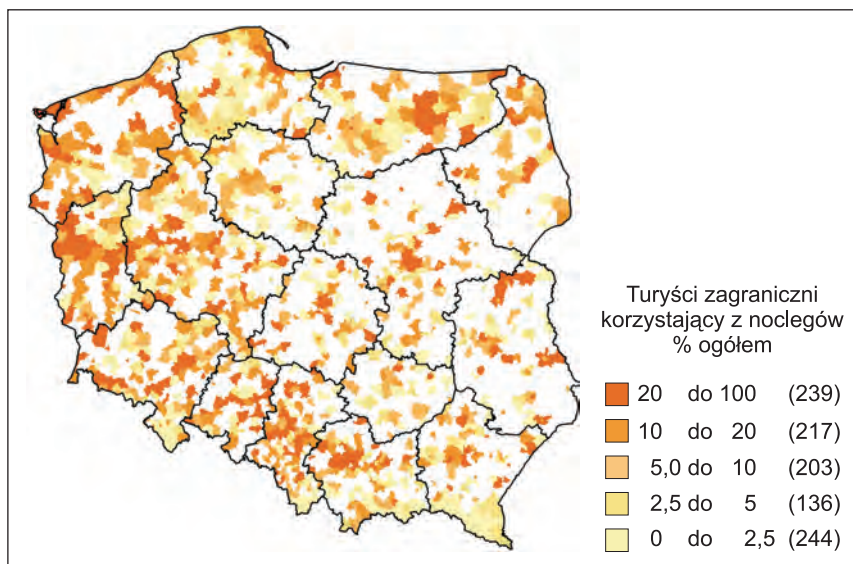 Turyści zagraniczni
korzystający z noclegów
% ogółem
20 do 100 (239)
10 do 20 (217)
5,0 do 10 (203)
2,5 do 5 (136)
0 do 2,5 (244)